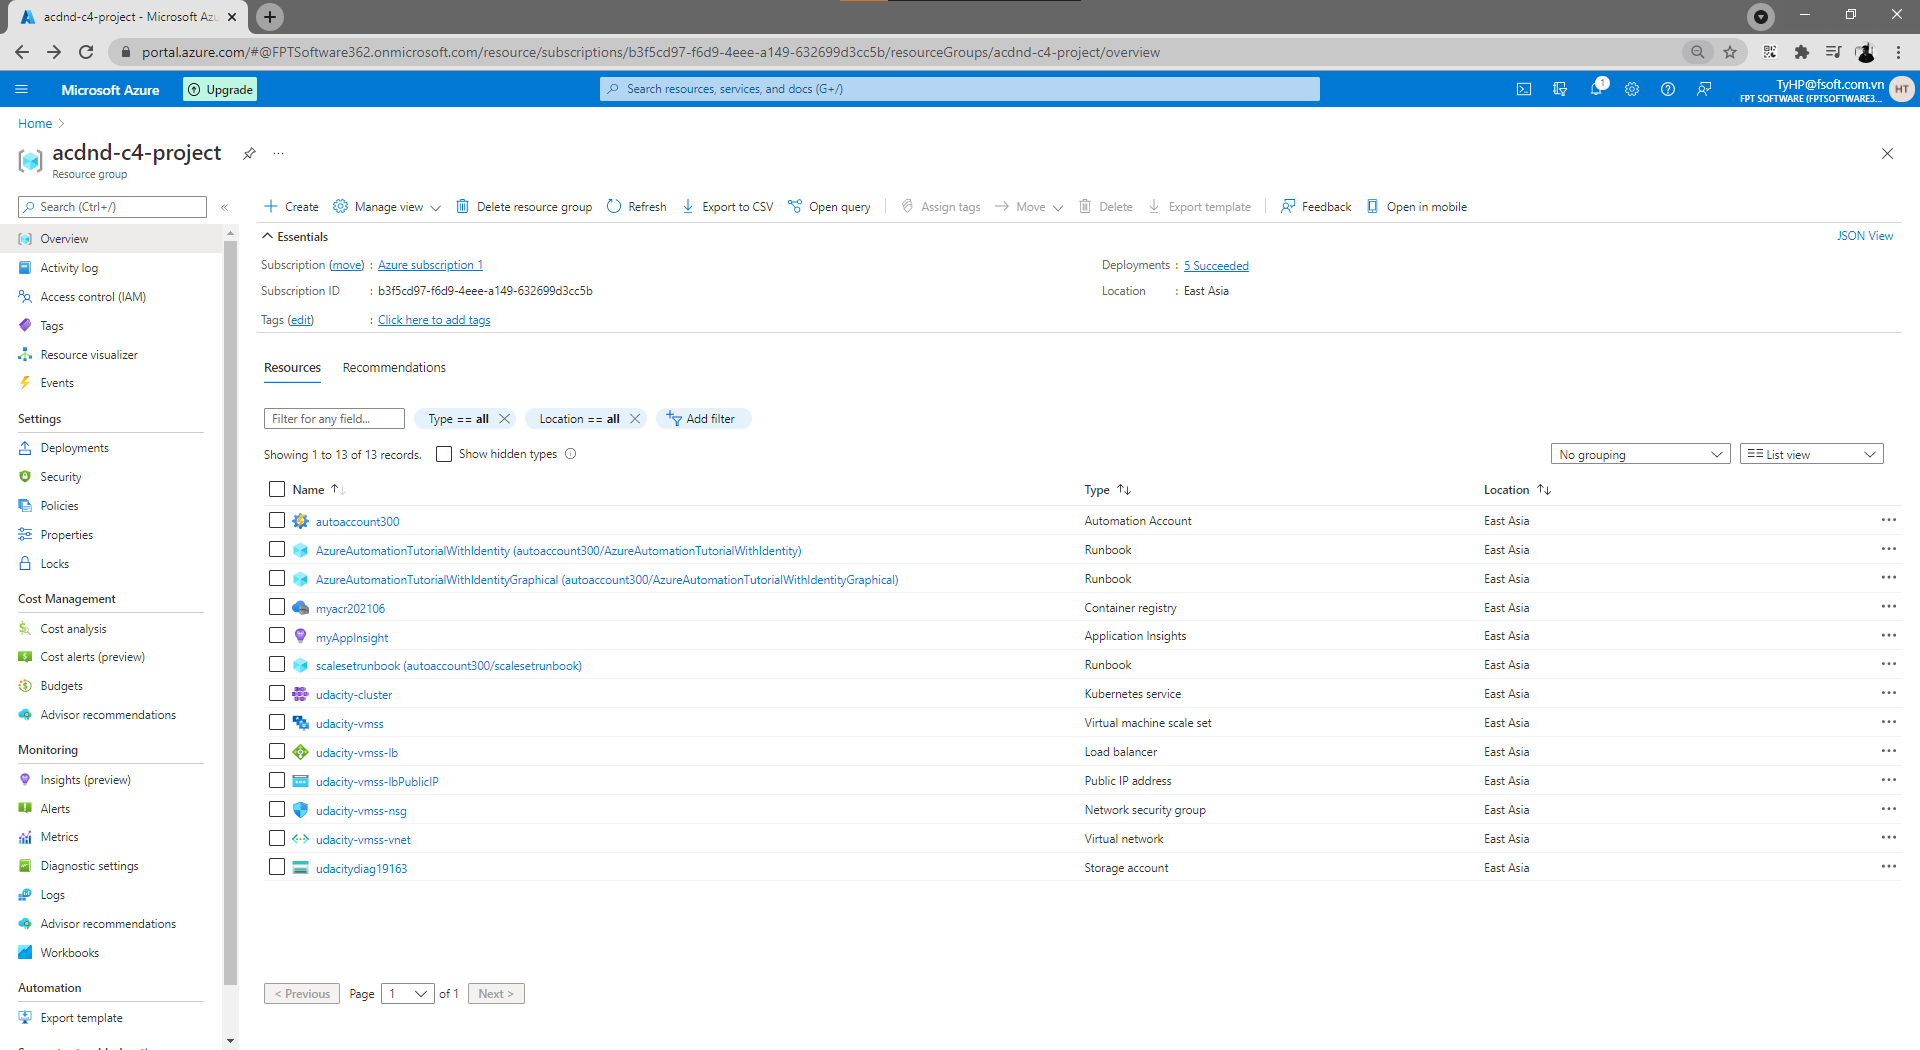 acdnd-c4-project - Microsoft Azu
portal.azure.com/#@FPTSoftware362.onmicrosoft.com/resource/subscriptions/b3f5cd97-f6d9-4eee-a149-632699d3cc5b/resourceGroups/acdnd-c4-project/overview
Microsoft Azure
Upgrade
Search resources, services, and docs (G+/)
1
TyHP@fsoft.com.vn
FPT SOFTWARE (FPTSOFTWARE3...
HT
Home
acdnd-c4-project
Resource group
Search (Ctrl+/)
Create
Manage view
Delete resource group
Refresh
Export to CSV
Open query
Assign tags
Move
Delete
Export template
Feedback
Open in mobile
Overview
Activity log
Access control (IAM)
Tags
Resource visualizer
Events
Settings
Deployments
Security
Policies
Properties
Locks
Cost Management
Cost analysis
Cost alerts (preview)
Budgets
Advisor recommendations
Monitoring
Insights (preview)
Alerts
Metrics
Diagnostic settings
Logs
Advisor recommendations
Workbooks
Automation
Export template
Essentials
JSON View
Subscription (move) : Azure subscription 1
Deployments : 5 Succeeded
Subscription ID : b3f5cd97-f6d9-4eee-a149-632699d3cc5b
Location : East Asia
Tags (edit) : Click here to add tags
Resources Recommendations
Filter for any field...
Type == all
Location == all
Add filter
Showing 1 to 13 of 13 records.
Show hidden types
No grouping
List view
Name Type Location
autoaccount300 Automation Account East Asia
AzureAutomationTutorialWithIdentity (autoaccount300/AzureAutomationTutorialWithIdentity) Runbook East Asia
AzureAutomationTutorialWithIdentityGraphical (autoaccount300/AzureAutomationTutorialWithIdentityGraphical) Runbook East Asia
myacr202106 Container registry East Asia
myAppInsight Application Insights East Asia
scalesetrunbook (autoaccount300/scalesetrunbook) Runbook East Asia
udacity-cluster Kubernetes service East Asia
udacity-vmss Virtual machine scale set East Asia
udacity-vmss-lb Load balancer East Asia
udacity-vmss-lbPublicIP Public IP address East Asia
udacity-vmss-nsg Network security group East Asia
udacity-vmss-vnet Virtual network East Asia
udacitydiag19163 Storage account East Asia
< Previous Page 1 of 1 Next >